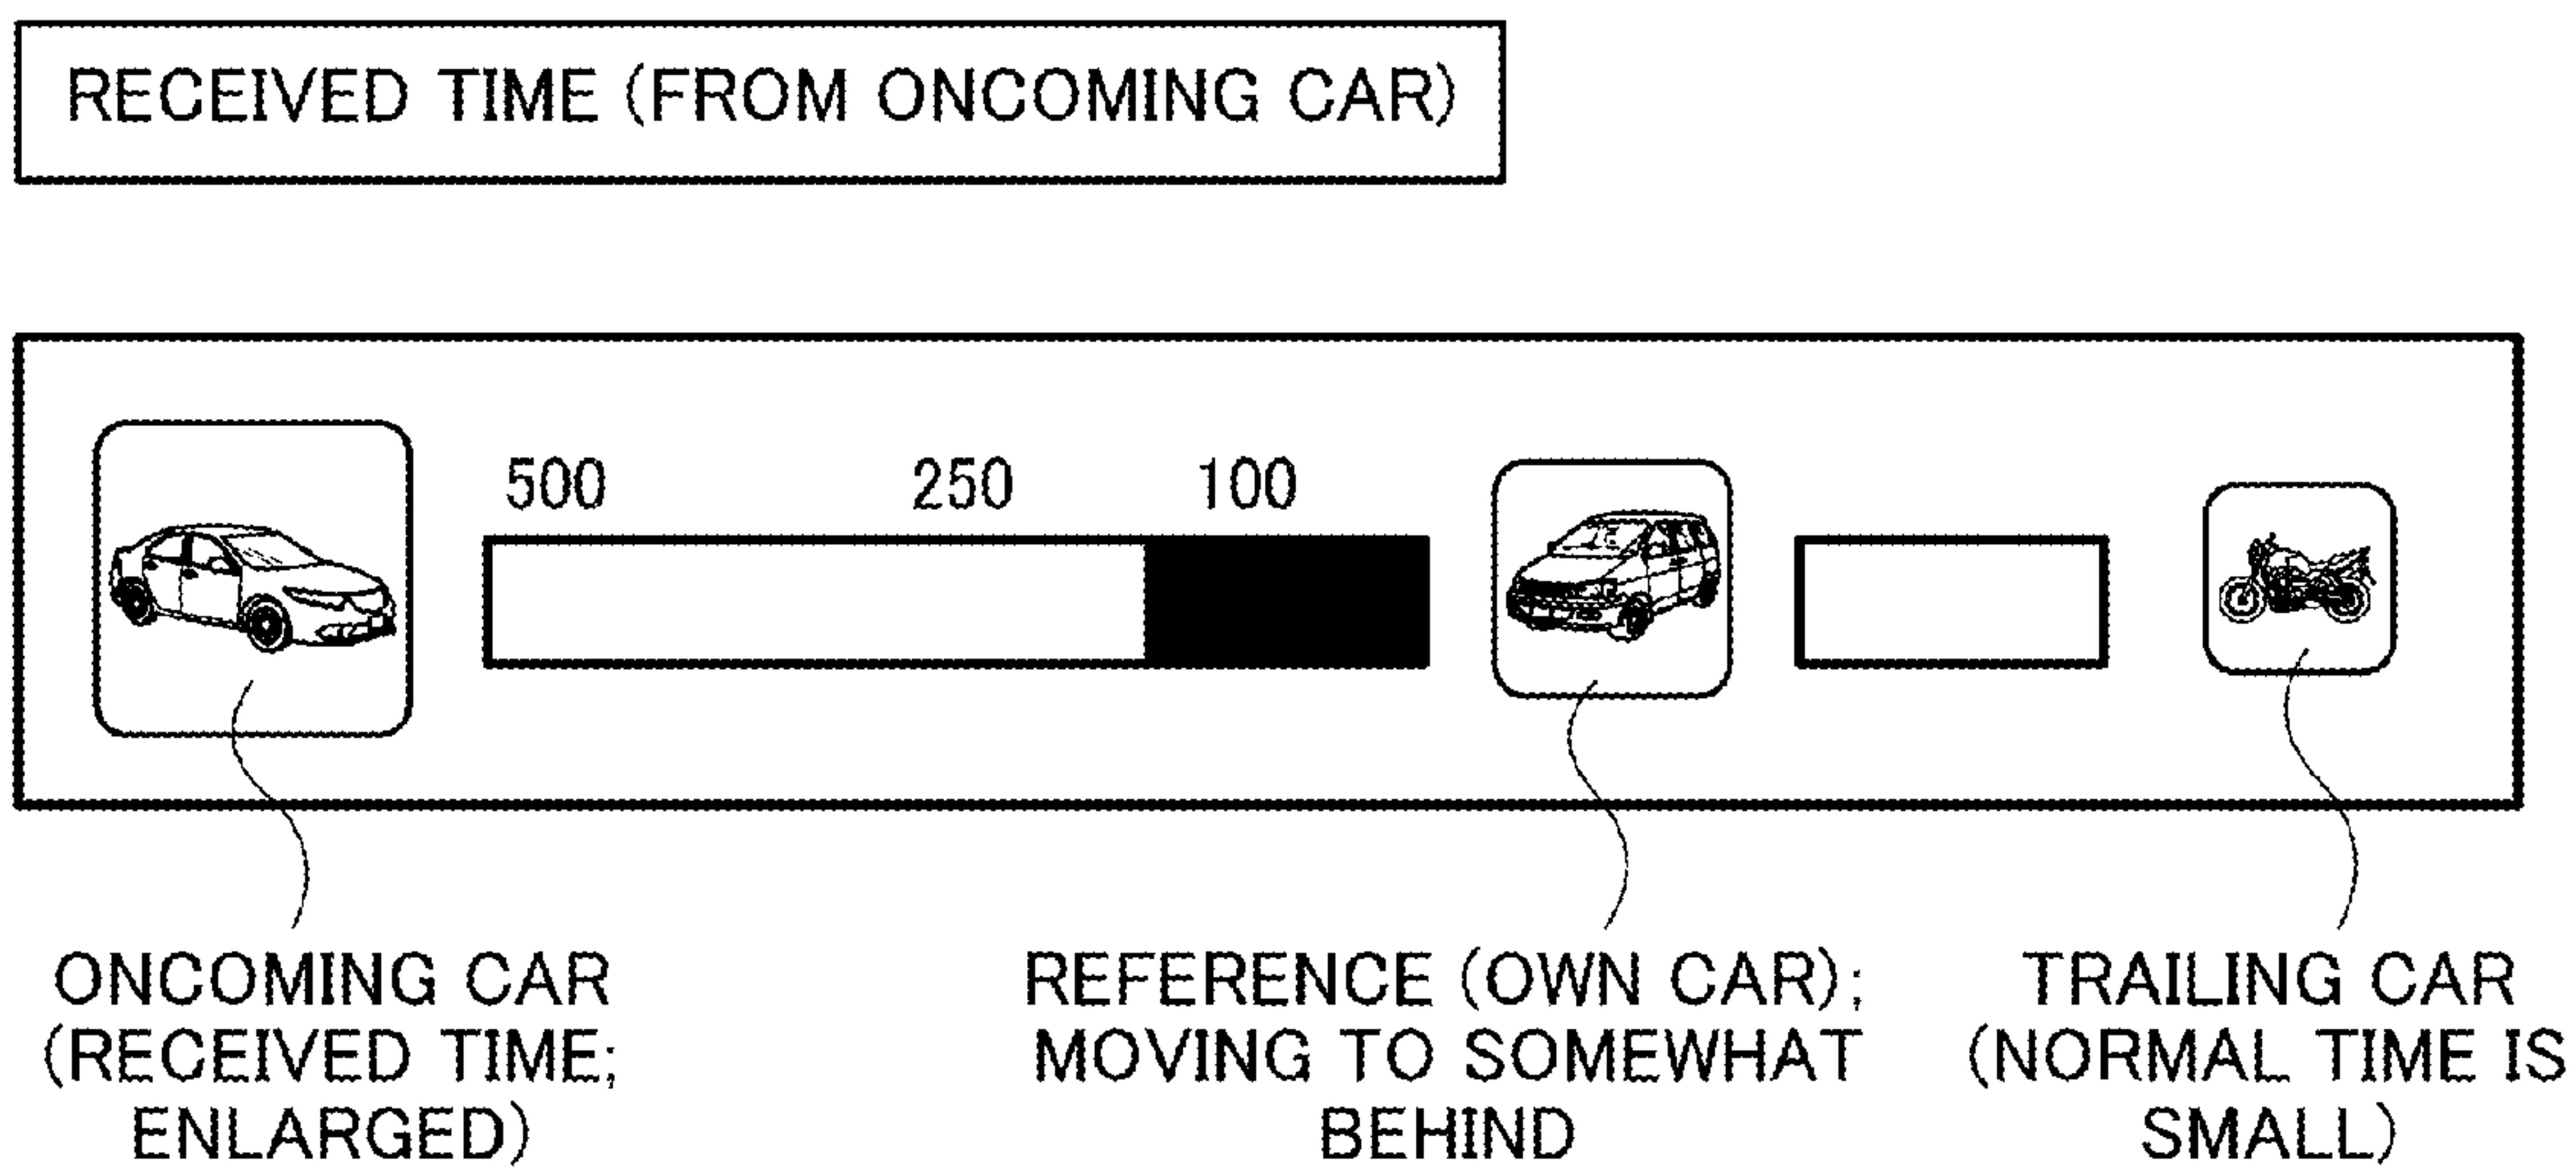 RECEIVED TIME (FROM ONCOMING CAR)
500 250 100
ONCOMING CAR
(RECEIVED TIME;
ENLARGED)
REFERENCE (OWN CAR);
MOVING TO SOMEWHAT
BEHIND
TRAILING CAR
(NORMAL TIME IS
SMALL)